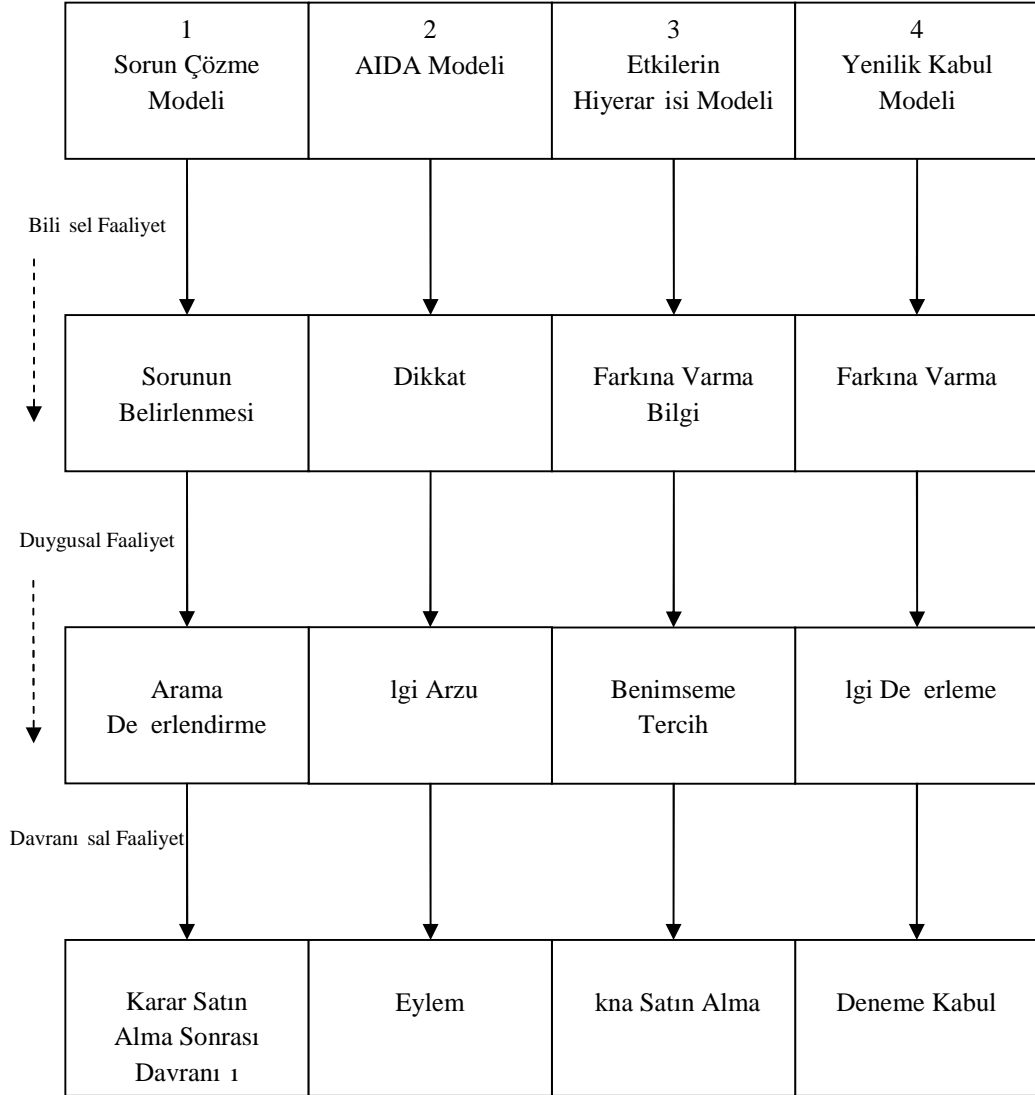 1
Sorun Çözme
Modeli
2
AIDA Modeli
3
Etkilerin
Hiyerar isi Modeli
4
Yenilik Kabul
Modeli
Bili sel Faaliyet
Sorunun
Belirlenmesi
Dikkat
Farkına Varma
Bilgi
Farkına Varma
Duygusal Faaliyet
Arama
De erlendirme
lgi Arzu
Benimseme
Tercih
lgi De erleme
Davranı sal Faaliyet
Karar Satın
Alma Sonrası
Davranı ı
Eylem
kna Satın Alma
Deneme Kabul